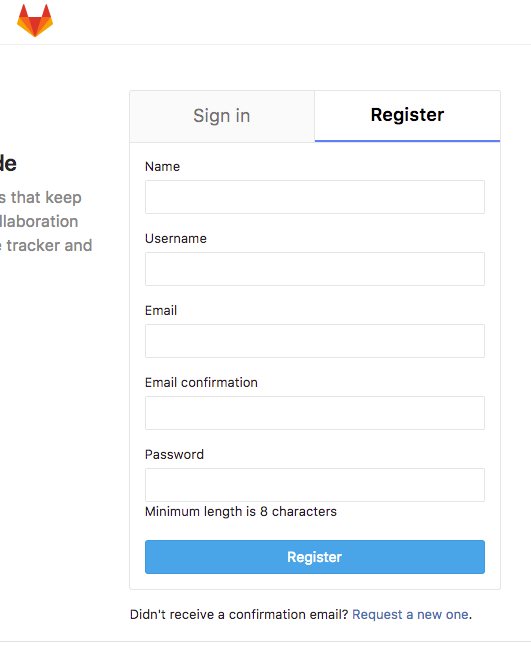 Sign in
Register
de
s that keep
llaboration
e tracker and
Name
Username
Email
Email confirmation
Password
Minimum length is 8 characters
Register
Didn't receive a confirmation email? Request a new one.